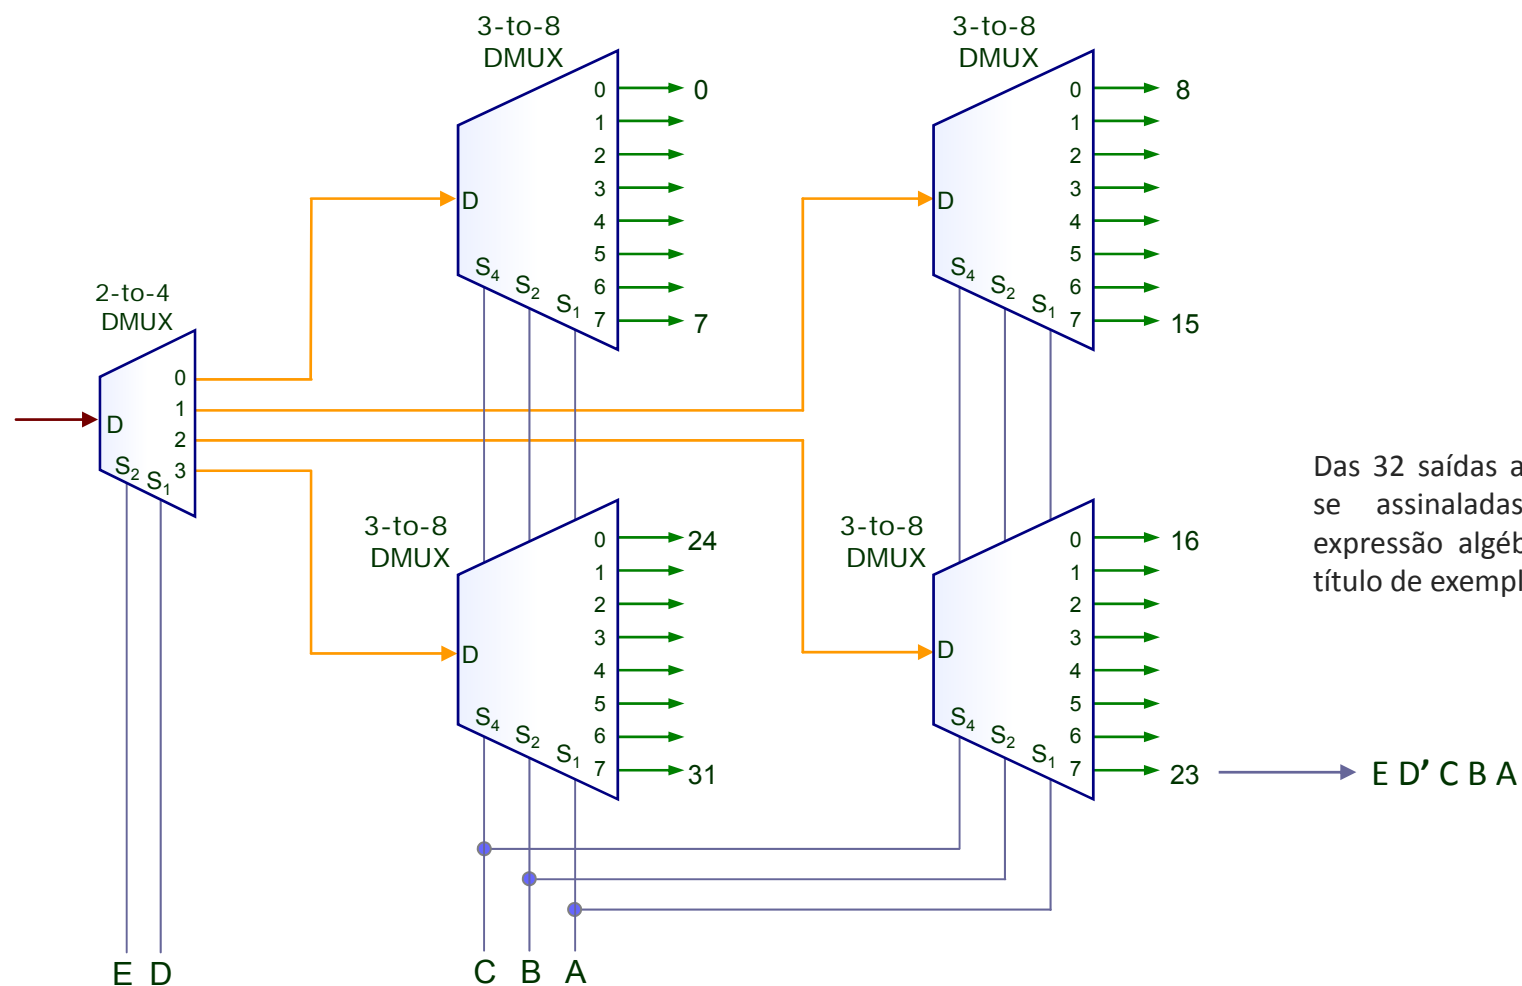 3-to-8
DMUX
3-to-8
DMUX
0
1
2
3
4
5
6
7
D
S4
S2
S1
0
7
0
1
2
3
4
5
6
7
D
S4
S2
S1
8
15
2-to-4
DMUX
0
1
2
3
D
S2
S1
Das 32 saídas
se assinaladas
expressão
título de
3-to-8
DMUX
0
1
2
3
4
5
6
7
D
S4
S2
S1
24
31
3-to-8
DMUX
0
1
2
3
4
5
6
7
D
S4
S2
S1
16
23
E D' C B A
E D
C B A